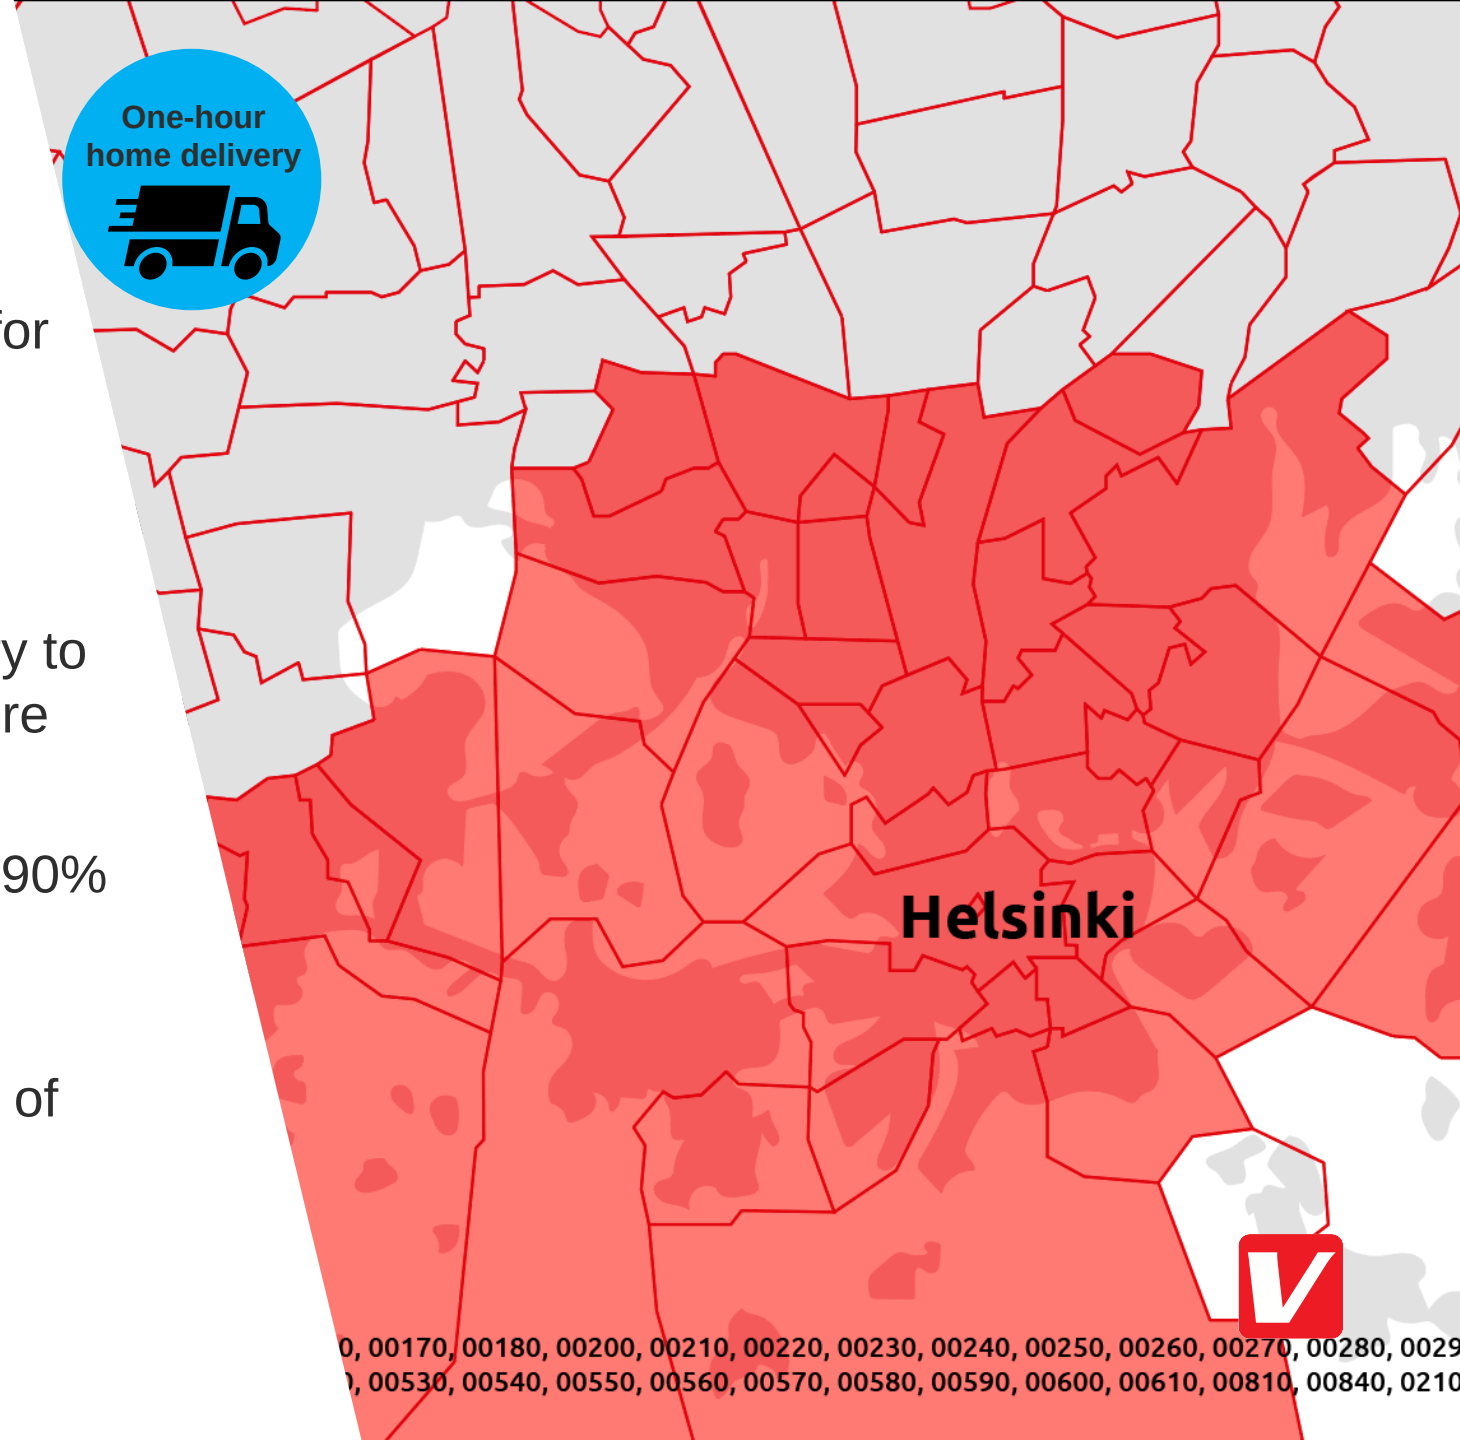 One-hour
home delivery
for
y to
re
90%
of
Helsinki
V
0, 00170, 00180, 00200, 00210, 00220, 00230, 00240, 00250, 00260, 00270, 00280, 0029
0, 00530, 00540, 00550, 00560, 00570, 00580, 00590, 00600, 00610, 00810, 00840, 0210